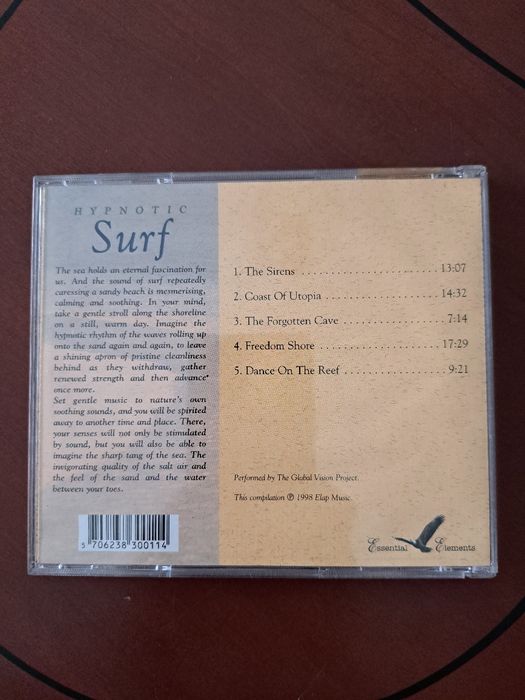 HYPNOTIC
Surf
The sea holds an eternal fascination for
us. And the sound of surf repeatedly
caressing a sandy beach is mesmerising,
calming and soothing. In your mind,
take a gentle stroll along the shoreline
on a still, warm day. Imagine the
hypnotic rhythm of the waves rolling up
onto the sand again and again, to leave
a shining apron of pristine cleanliness
behind as they withdraw, gather
renewed strength and then advance
once more.
Set gentle music to nature's own
soothing sounds, and you will be spirited
away to another time and place. There,
your senses will not only be stimulated
by sound, but you will also be able to
imagine the sharp tang of the sea. The
invigorating quality of the salt air and
the feel of the sand and the water
between your toes.
5 706238 300114
1. The Sirens . . . . . . . . . . . . . . . . . . . . . . . . . 13:07
2. Coast Of Utopia . . . . . . . . . . . . . . . . . . . . . 14:32
3. The Forgotten Cave . . . . . . . . . . . . . . . . . . 7:14
4. Freedom Shore . . . . . . . . . . . . . . . . . . . . . . 17:29
5. Dance On The Reef . . . . . . . . . . . . . . . . . . 9:21
Performed by The Global Vision Project.
This compilation ℗ 1998 Elap Music.
Essential Elements